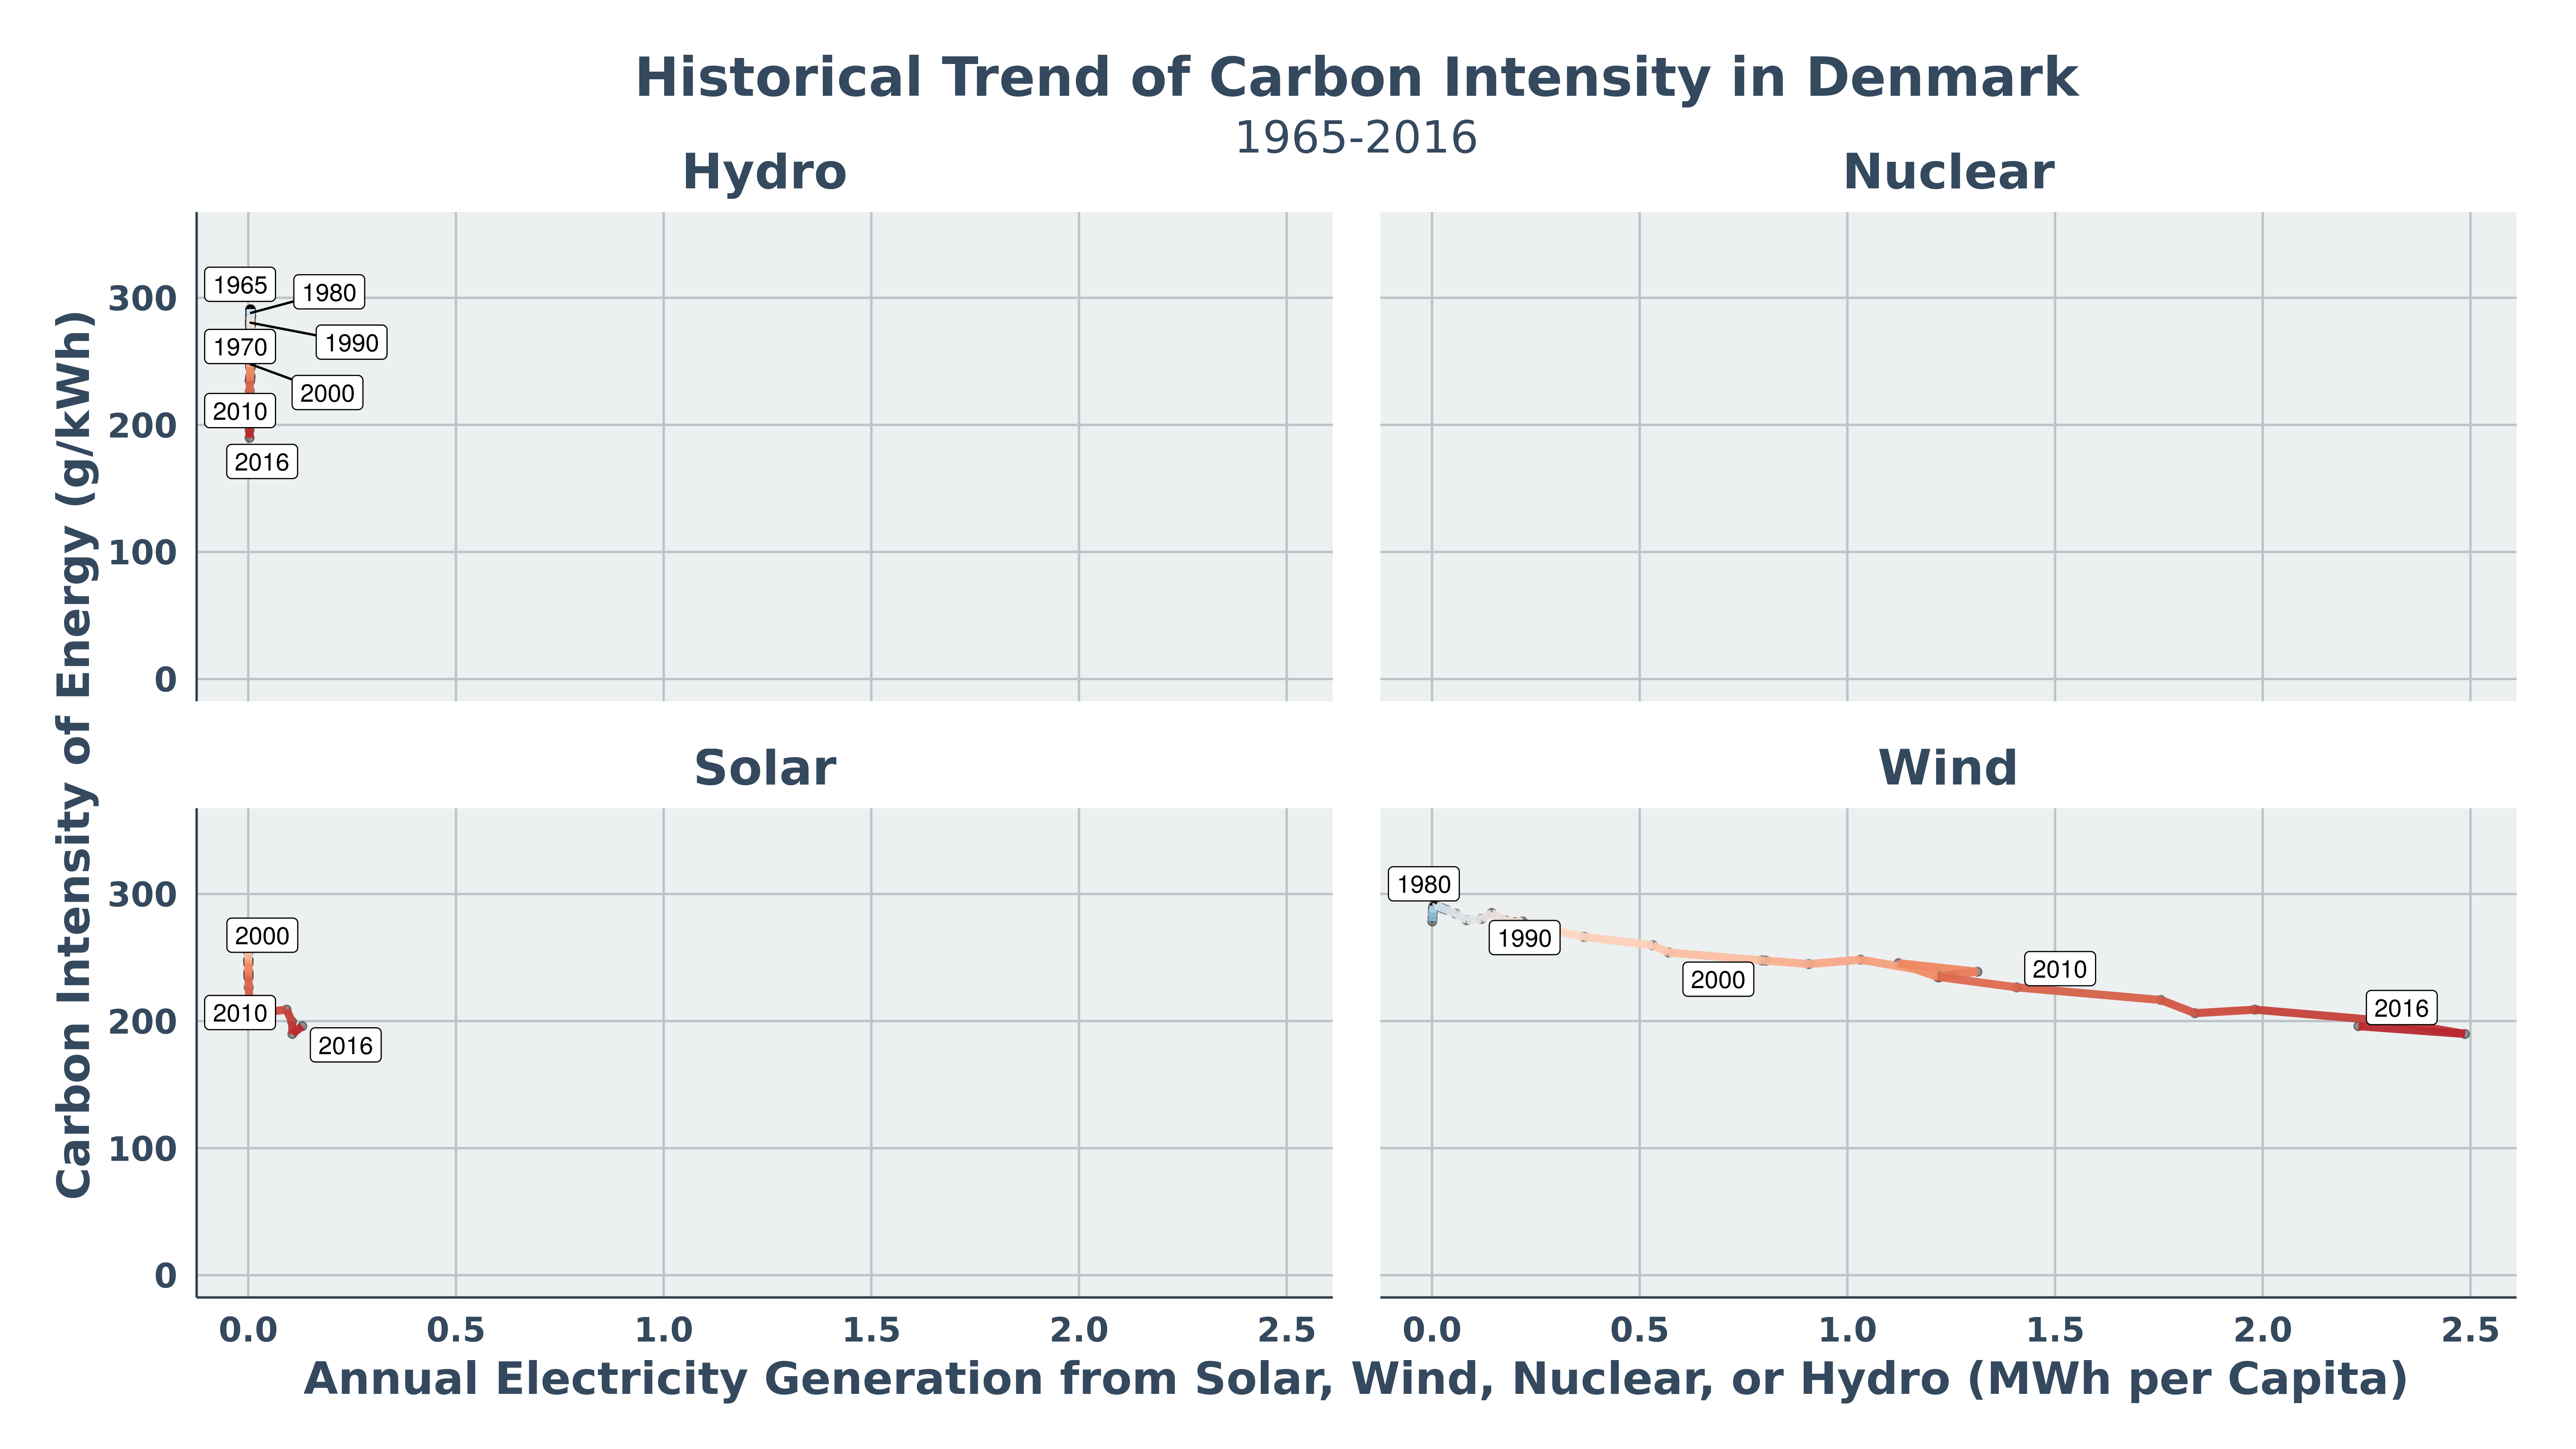 Historical Trend of Carbon Intensity in Denmark
1965-2016
Hydro
Nuclear
Carbon Intensity of Energy (g/kWh)
300
200
100
0
1965
1980
1990
1970
2000
2010
2016
Solar
Wind
300
200
100
0
2000
2010
2016
1980
1990
2000
2010
2016
0.0 0.5 1.0 1.5 2.0 2.5
0.0 0.5 1.0 1.5 2.0 2.5
Annual Electricity Generation from Solar, Wind, Nuclear, or Hydro (MWh per Capita)